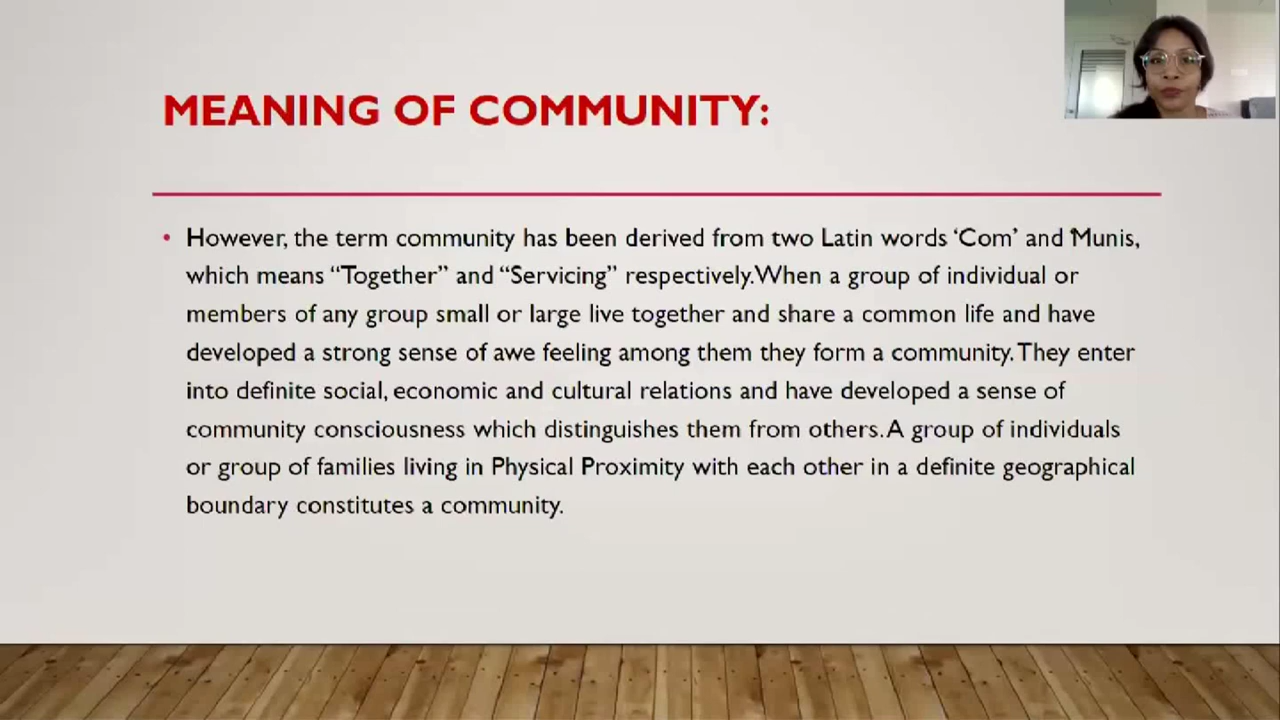 MEANING OF COMMUNITY:
• However, the term community has been derived from two Latin words ‘Com’ and ‘Munis,
which means “Together” and “Servicing” respectively.When a group of individual or
members of any group small or large live together and share a common life and have
developed a strong sense of awe feeling among them they form a community.They enter
into definite social, economic and cultural relations and have developed a sense of
community consciousness which distinguishes them from others.A group of individuals
or group of families living in Physical Proximity with each other in a definite geographical
boundary constitutes a community.